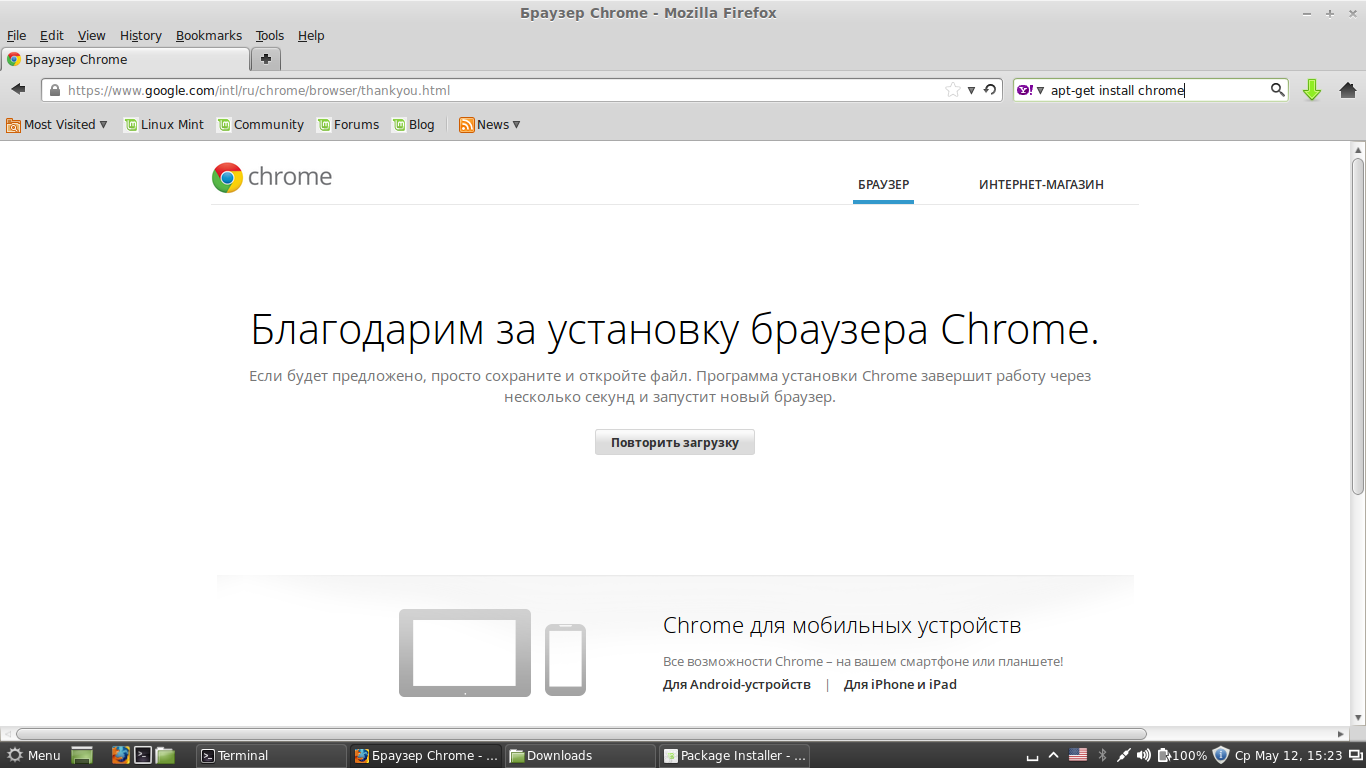 Браузер Chrome - Mozilla Firefox
File Edit View History Bookmarks Tools Help
Браузер Chrome
https://www.google.com/intl/ru/chrome/browser/thankyou.html
Y! apt-get install chrome
Most Visited Linux Mint Community Forums Blog News
chrome
БРАУЗЕР ИНТЕРНЕТ-МАГАЗИН
Благодарим за установку браузера Chrome.
Если будет предложено, просто сохраните и откройте файл. Программа установки Chrome завершит работу через
несколько секунд и запустит новый браузер.
Повторить загрузку
Chrome для мобильных устройств
Все возможности Chrome – на вашем смартфоне или планшете!
Для Android-устройств | Для iPhone и iPad
Menu Terminal Браузер Chrome - ... Downloads Package Installer - ... 100% Ср May 12, 15:23